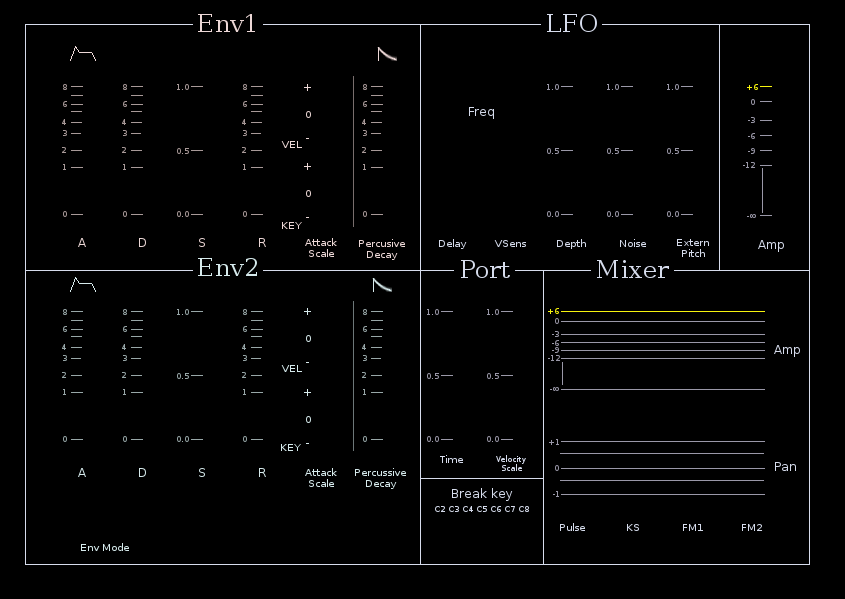 Env1
8 8 1.0 8 + 8
6 6 6 6
0
4 4 4 4
3 3 3 3
2 2 0.5 2 VEL - 2
1 1 1 + 1
0
0 0 0.0 0 - 0
KEY
A D S R Attack Scale Percusive Decay
LFO
1.0 1.0 1.0
Freq
0.5 0.5 0.5
0.0 0.0 0.0
Delay VSens Depth Noise Extern Pitch
+6
0
-3
-6
-9
-12
-∞
Amp
Env2
8 8 1.0 8 + 8
6 6 6 6
0
4 4 4 4
3 3 3 3
2 2 0.5 2 VEL - 2
1 1 1 + 1
0
0 0 0.0 0 - 0
KEY
A D S R Attack Scale Percussive Decay
Env Mode
Port
1.0 1.0
0.5 0.5
0.0 0.0
Time Velocity Scale
Break key
C2 C3 C4 C5 C6 C7 C8
Mixer
+6
0
-3
-6
-9
-12
-∞
Amp
+1
0
-1
Pan
Pulse KS FM1 FM2